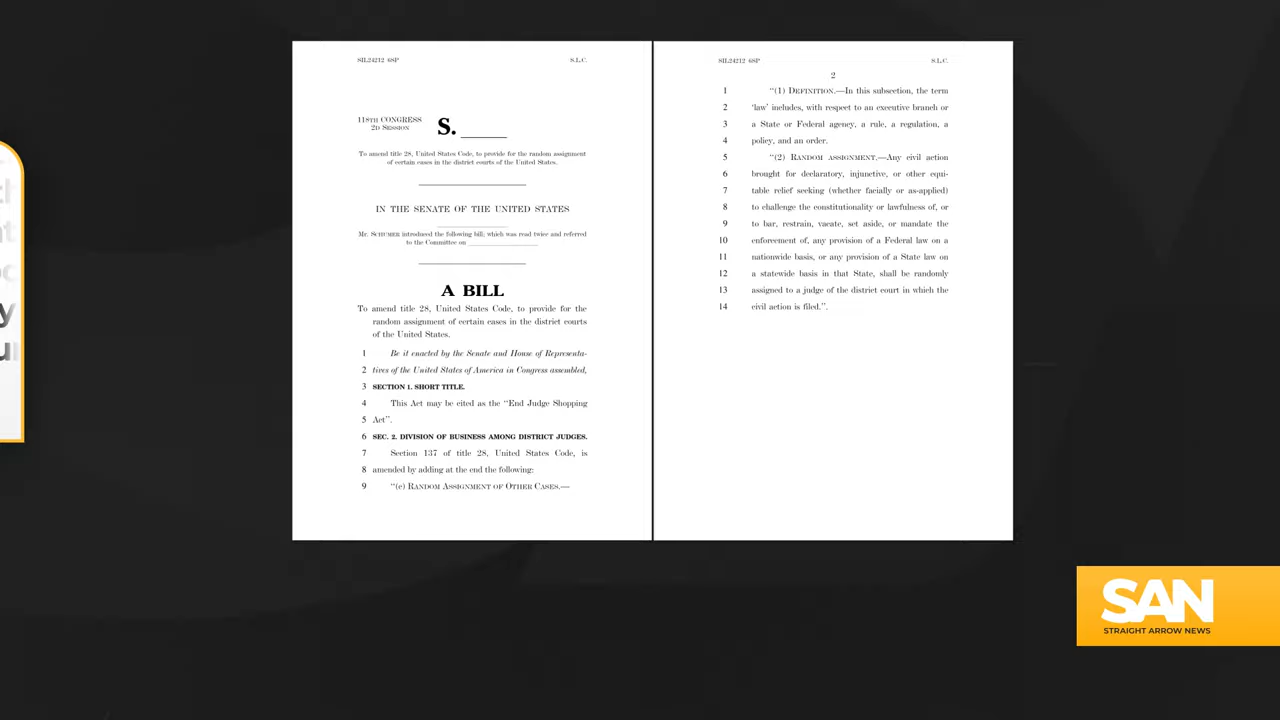 SIL24212 6SP S.L.C.
118TH CONGRESS
2D SESSION
S.
To amend title 28, United States Code, to provide for the random assignment
of certain cases in the district courts of the United States.
IN THE SENATE OF THE UNITED STATES
Mr. SCHUMER introduced the following bill; which was read twice and referred
to the Committee on
A BILL
To amend title 28, United States Code, to provide for the
random assignment of certain cases in the district courts
of the United States.
1 Be it enacted by the Senate and House of Representa-
2 tives of the United States of America in Congress assembled,
3 SECTION 1. SHORT TITLE.
4 This Act may be cited as the ‘‘End Judge Shopping
5 Act’’.
6 SEC. 2. DIVISION OF BUSINESS AMONG DISTRICT JUDGES.
7 Section 137 of title 28, United States Code, is
8 amended by adding at the end the following:
9 ‘‘(c) RANDOM ASSIGNMENT OF OTHER CASES.—
SIL24212 6SP S.L.C.
2
1 ‘‘(1) DEFINITION.—In this subsection, the term
2 ‘law’ includes, with respect to an executive branch or
3 a State or Federal agency, a rule, a regulation, a
4 policy, and an order.
5 ‘‘(2) RANDOM ASSIGNMENT.—Any civil action
6 brought for declaratory, injunctive, or other equi-
7 table relief seeking (whether facially or as-applied)
8 to challenge the constitutionality or lawfulness of, or
9 to bar, restrain, vacate, set aside, or mandate the
10 enforcement of, any provision of a Federal law on a
11 nationwide basis, or any provision of a State law on
12 a statewide basis in that State, shall be randomly
13 assigned to a judge of the district court in which the
14 civil action is filed.’’.
SAN
STRAIGHT ARROW NEWS